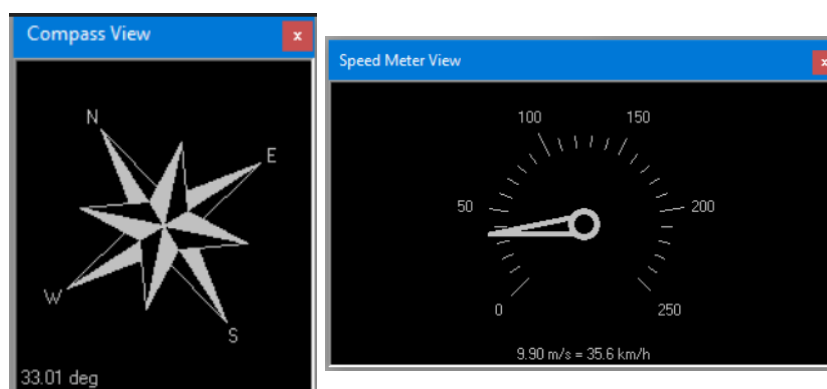 Compass View
x
N
E
W
S
33.01 deg
Speed Meter View
x
100
150
50
200
0
250
9.90 m/s = 35.6 km/h